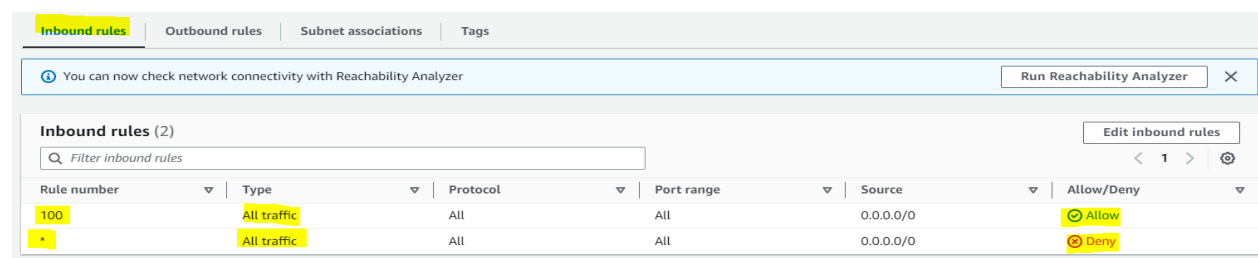 Inbound rules Outbound rules Subnet associations Tags
You can now check network connectivity with Reachability Analyzer Run Reachability Analyzer
Inbound rules (2) Edit inbound rules
Filter inbound rules 1
Rule number Type Protocol Port range Source Allow/Deny
100 All traffic All All 0.0.0.0/0 Allow
* All traffic All All 0.0.0.0/0 Deny